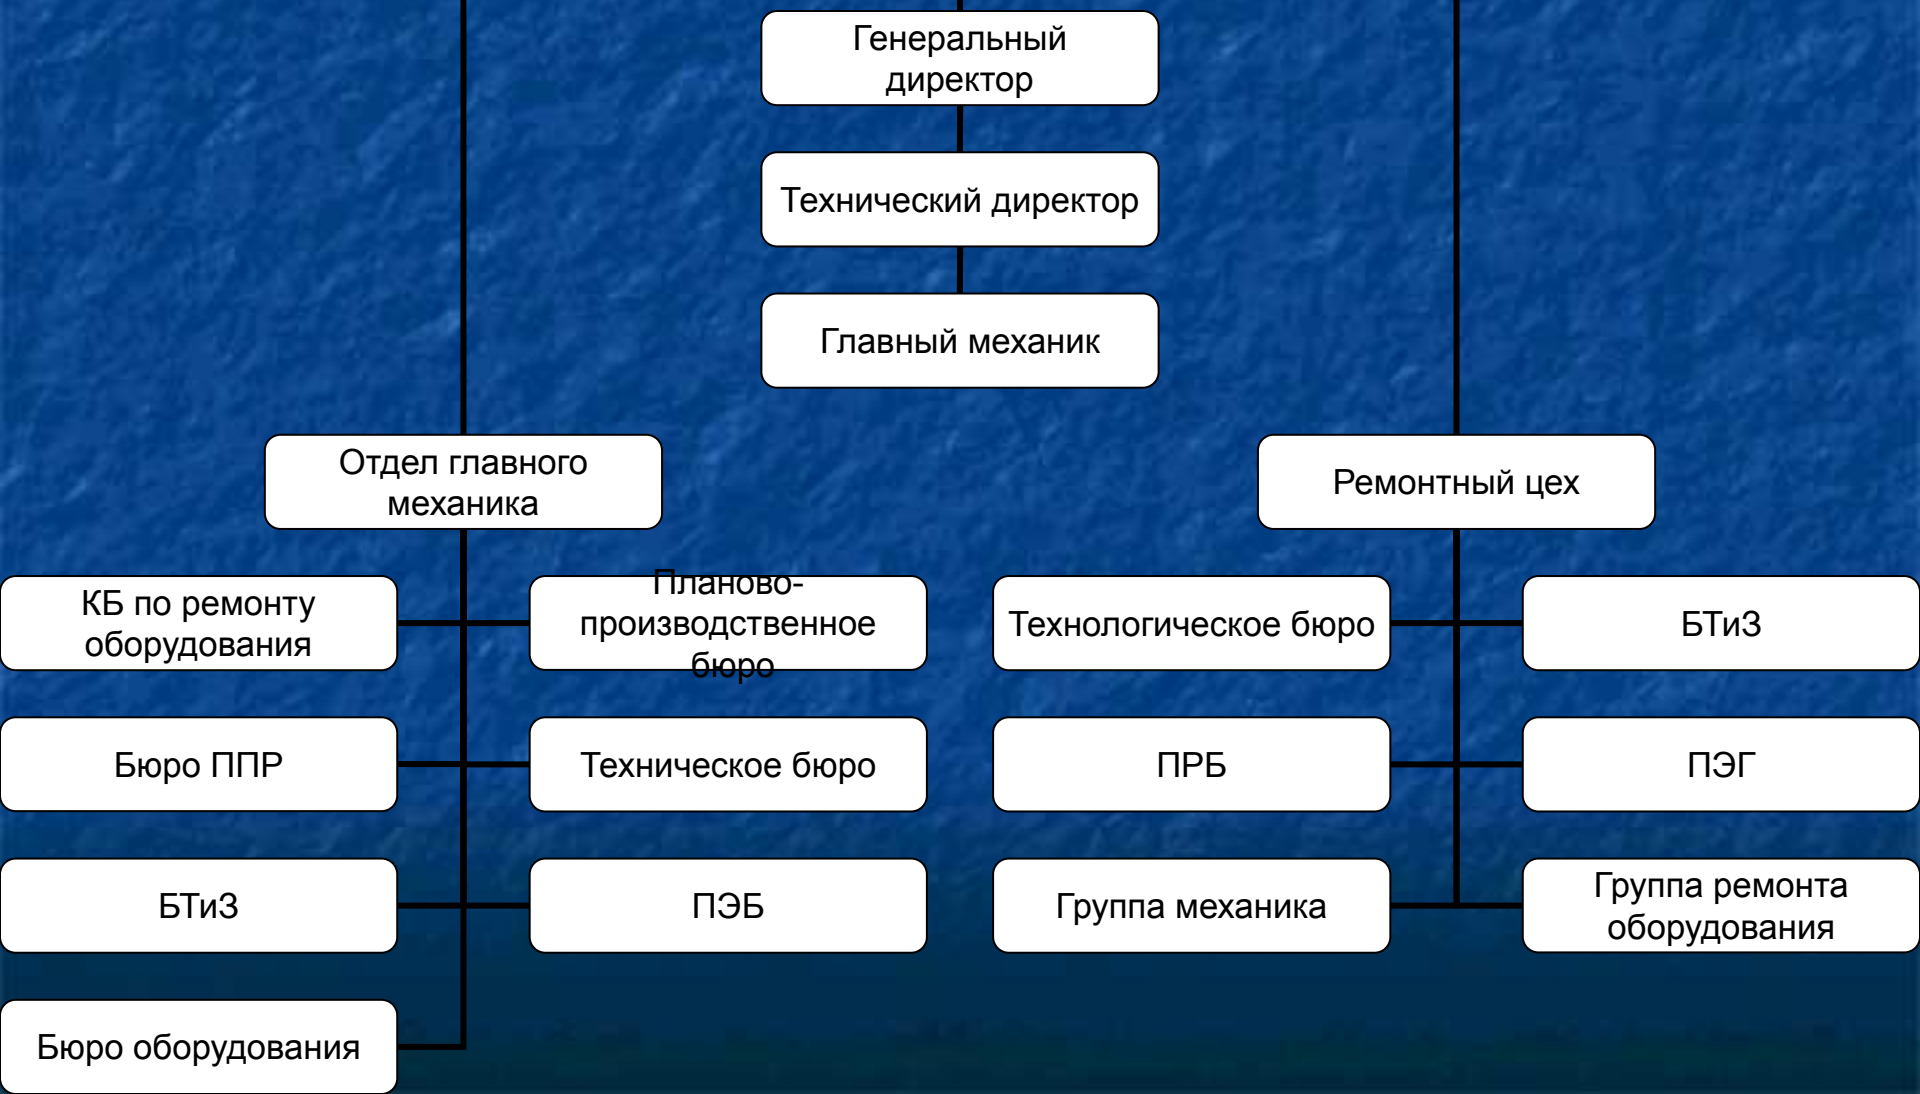 Генеральный
директор
Технический директор
Главный механик
Отдел главного
механика
Ремонтный цех
КБ по ремонту
оборудования
Планово-
производственное
бюро
Технологическое бюро
БТиЗ
Бюро ППР
Техническое бюро
ПРБ
ПЭГ
БТиЗ
ПЭБ
Группа механика
Группа ремонта
оборудования
Бюро оборудования